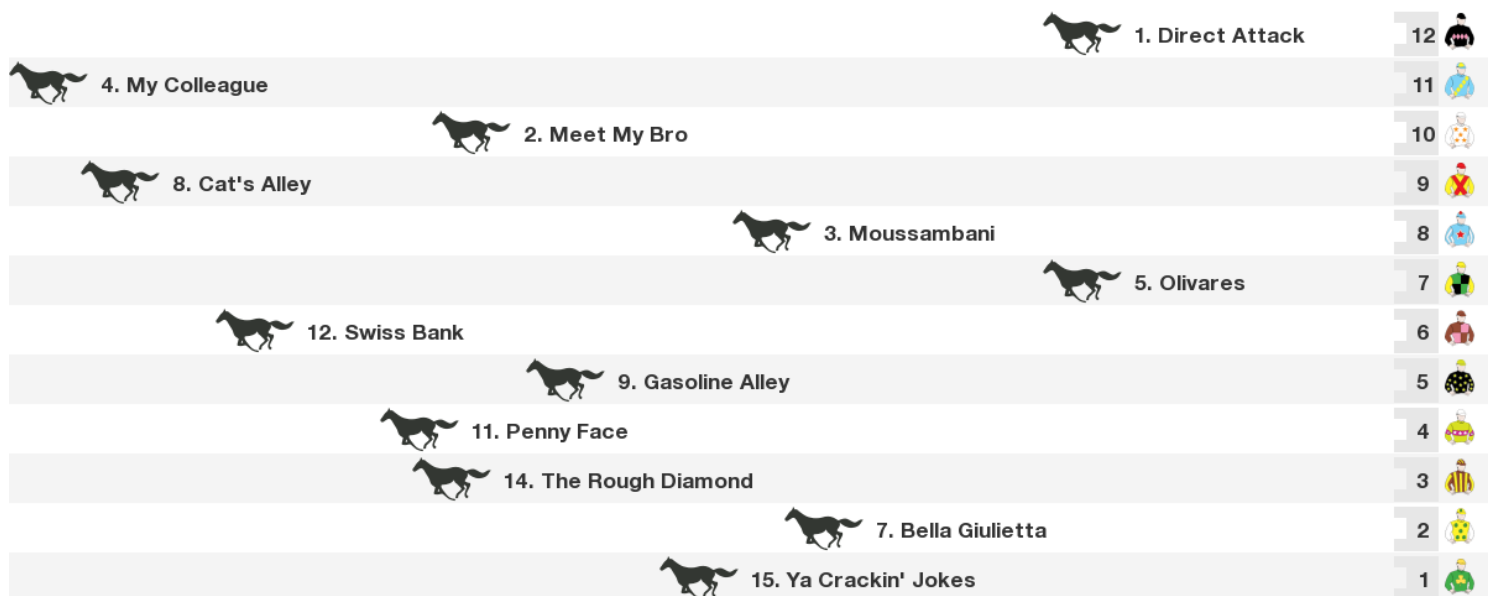 1. Direct Attack 12
4. My Colleague 11
2. Meet My Bro 10
8. Cat's Alley 9
3. Moussambani 8
5. Olivares 7
12. Swiss Bank 6
9. Gasoline Alley 5
11. Penny Face 4
14. The Rough Diamond 3
7. Bella Giulietta 2
15. Ya Crackin' Jokes 1